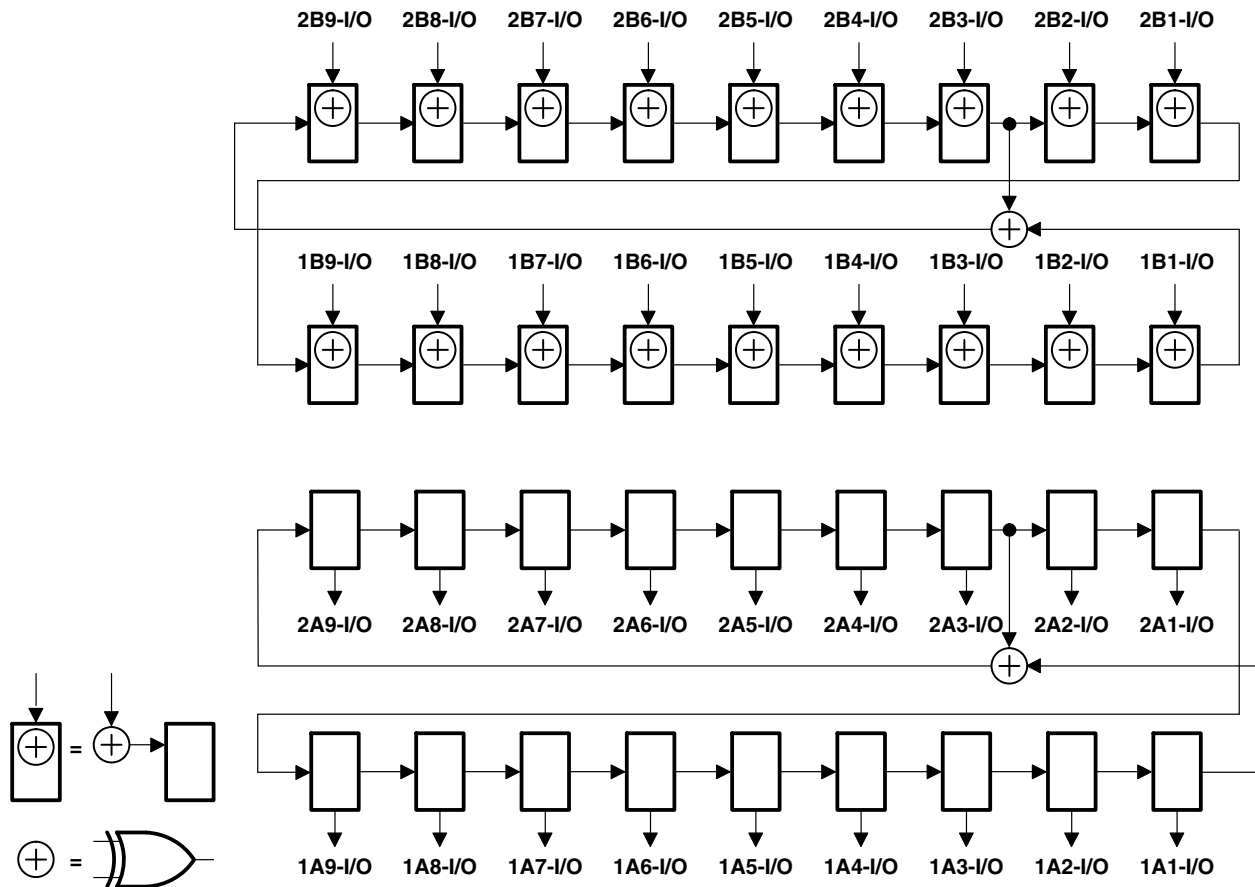 2B9-I/O 2B8-I/O 2B7-I/O 2B6-I/O 2B5-I/O 2B4-I/O 2B3-I/O 2B2-I/O 2B1-I/O
1B9-I/O 1B8-I/O 1B7-I/O 1B6-I/O 1B5-I/O 1B4-I/O 1B3-I/O 1B2-I/O 1B1-I/O
2A9-I/O 2A8-I/O 2A7-I/O 2A6-I/O 2A5-I/O 2A4-I/O 2A3-I/O 2A2-I/O 2A1-I/O
=
=
1A9-I/O 1A8-I/O 1A7-I/O 1A6-I/O 1A5-I/O 1A4-I/O 1A3-I/O 1A2-I/O 1A1-I/O